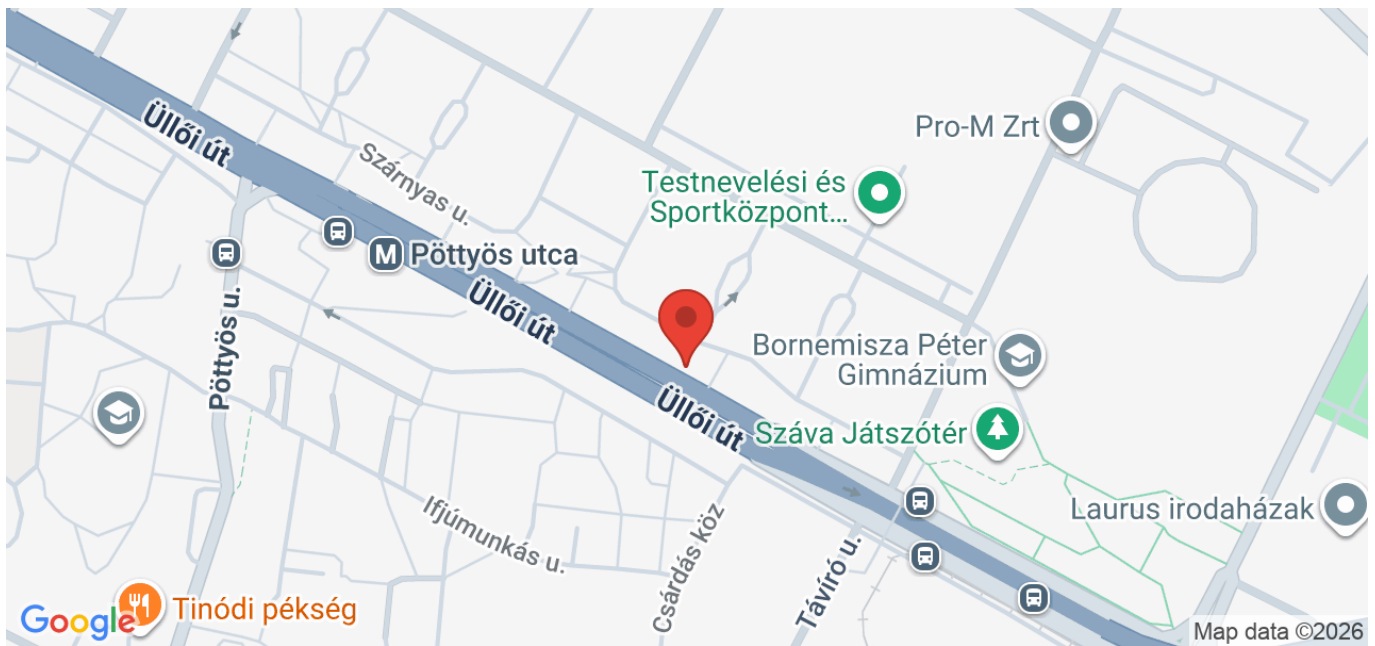 Üllői út
Szárnyas u.
Pro-M Zrt
Testnevelési és
Sportközpont...
M
Pöttyös utca
Üllői út
Pöttyös u.
Bornemisza Péter
Gimnázium
Üllői út
Száva Játszótér
Ifjúmunkás u.
Csárdás köz
Távíró u.
Laurus irodaházak
Tinódi pékség
Google
Map data ©2026